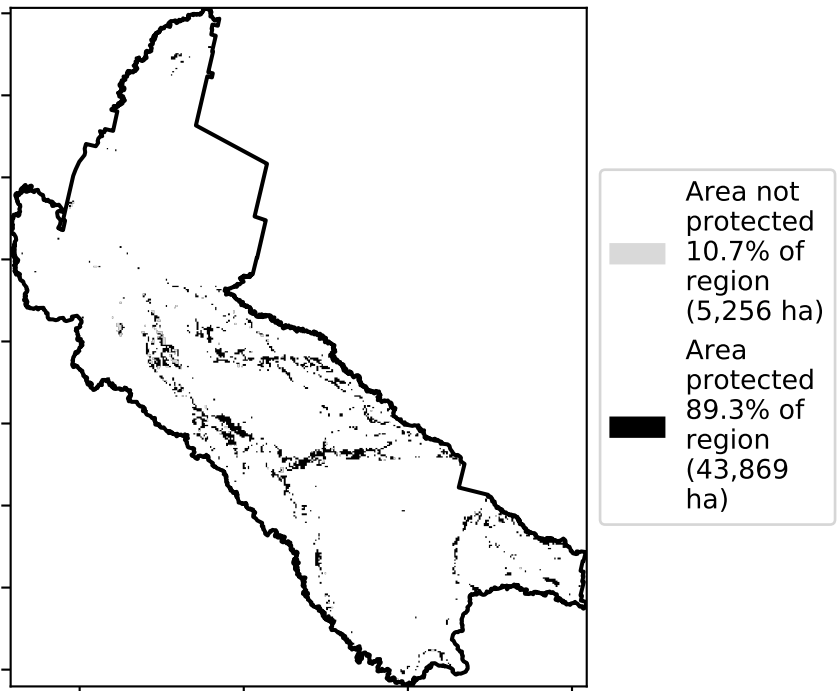 Area not
protected
10.7% of
region
(5,256 ha)
Area
protected
89.3% of
region
(43,869
ha)